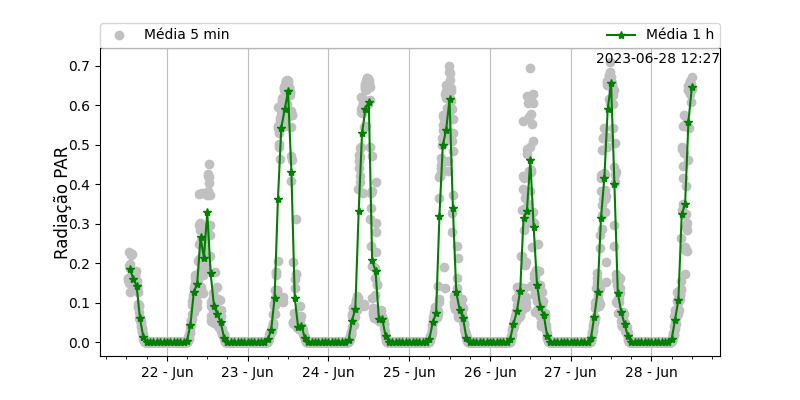 Média 5 min
Média 1 h
2023-06-28 12:27
Radiação PAR
0.7
0.6
0.5
0.4
0.3
0.2
0.1
0.0
22 - Jun
23 - Jun
24 - Jun
25 - Jun
26 - Jun
27 - Jun
28 - Jun